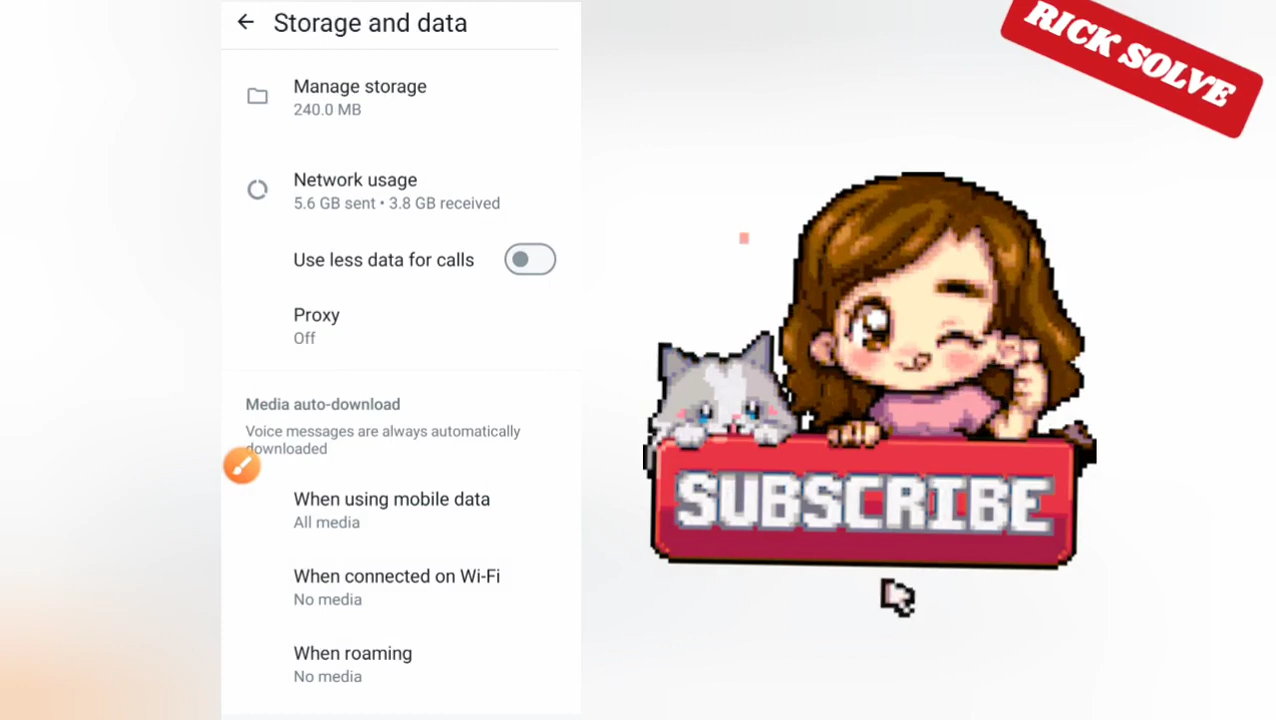 Storage and data
Manage storage
240.0 MB
Network usage
5.6 GB sent • 3.8 GB received
Use less data for calls
Proxy
Off
Media auto-download
Voice messages are always automatically
downloaded
When using mobile data
All media
When connected on Wi-Fi
No media
When roaming
No media
RICK SOLVE
SUBSCRIBE